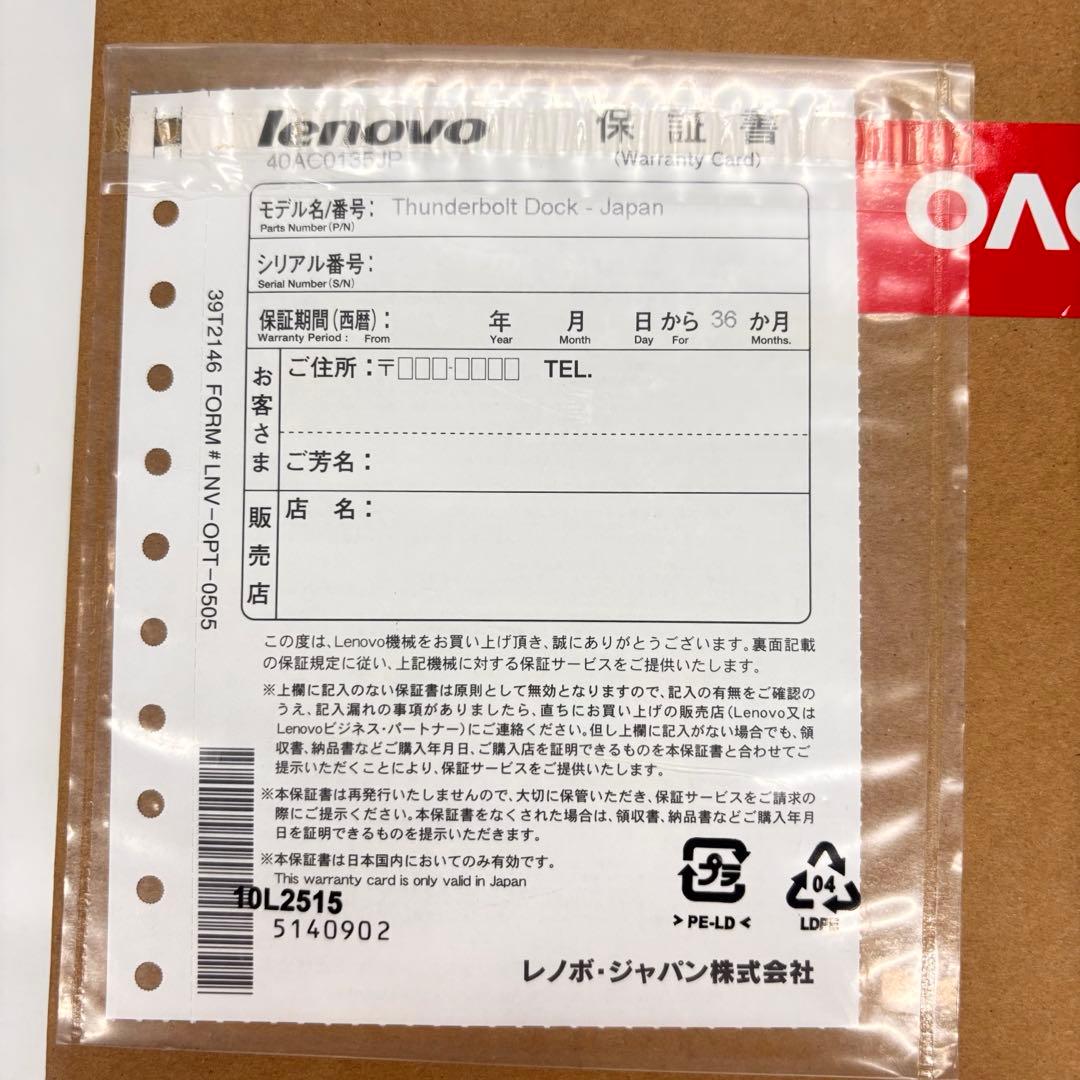 lenovo 保証書
40AC0135JP (Warranty Card)
モデル名/番号: Thunderbolt Dock - Japan
Parts Number(P/N)
シリアル番号:
Serial Number(S/N)
保証期間(西暦): 年 月 日から 36 か月
Warranty Period: From Year Month Day For Months.
お客さま
ご住所:〒□□□-□□□□ TEL.
ご芳名:
販売店
店 名:
この度は、Lenovo機械をお買い上げ頂き、誠にありがとうございます。裏面記載
の保証規定に従い、上記機械に対する保証サービスをご提供いたします。
※上欄に記入のない保証書は原則として無効となりますので、記入の有無をご確認の
うえ、記入漏れの事項がありましたら、直ちにお買い上げの販売店(Lenovo又は
Lenovoビジネス・パートナー)にご連絡ください。但し上欄に記入がない場合でも、領
収書、納品書などご購入年月日、ご購入店を証明できるものを本保証書と合わせてご
提示いただくことにより、保証サービスをご提供いたします。
※本保証書は再発行いたしませんので、大切に保管いただき、保証サービスをご請求の
際にご提示ください。本保証書をなくされた場合は、領収書、納品書などご購入年月
日を証明できるものを提示いただきます。
※本保証書は日本国内においてのみ有効です。
This warranty card is only valid in Japan
10L2515
5140902
プラ
>PE-LD<
04
LDPE
レノボ・ジャパン株式会社
39T2146 FORM#LNV-OPT-0505
OVO